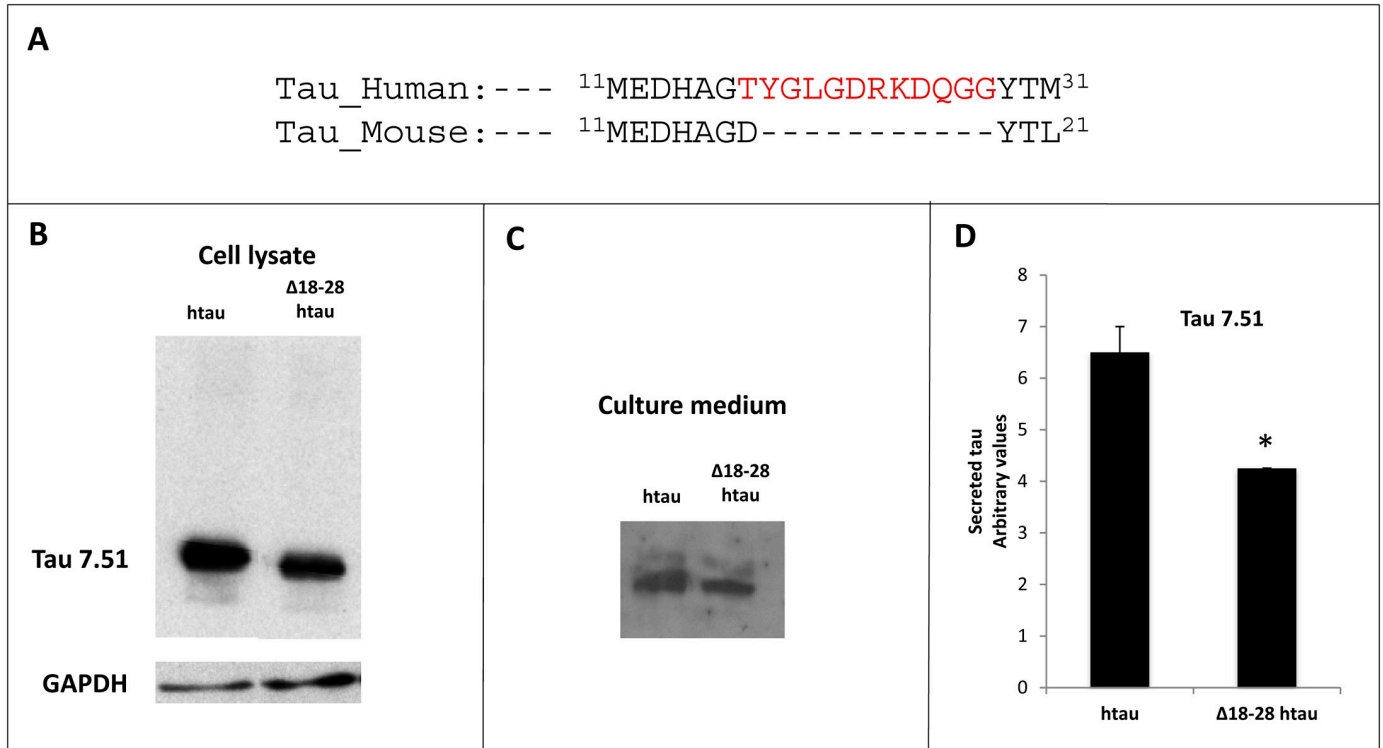 A
Tau_Human:--- ¹¹MEDHAGTYGLGDRKDQGGYTM³¹
Tau_Mouse:--- ¹¹MEDHAGD-----------YTL²¹
B
Cell lysate
htau
Δ18-28
htau
Tau 7.51
GAPDH
C
Culture medium
htau
Δ18-28
htau
D
Tau 7.51
Secreted tau
Arbitrary values
8
7
6
5
4
3
2
1
0
*
htau
Δ18-28 htau